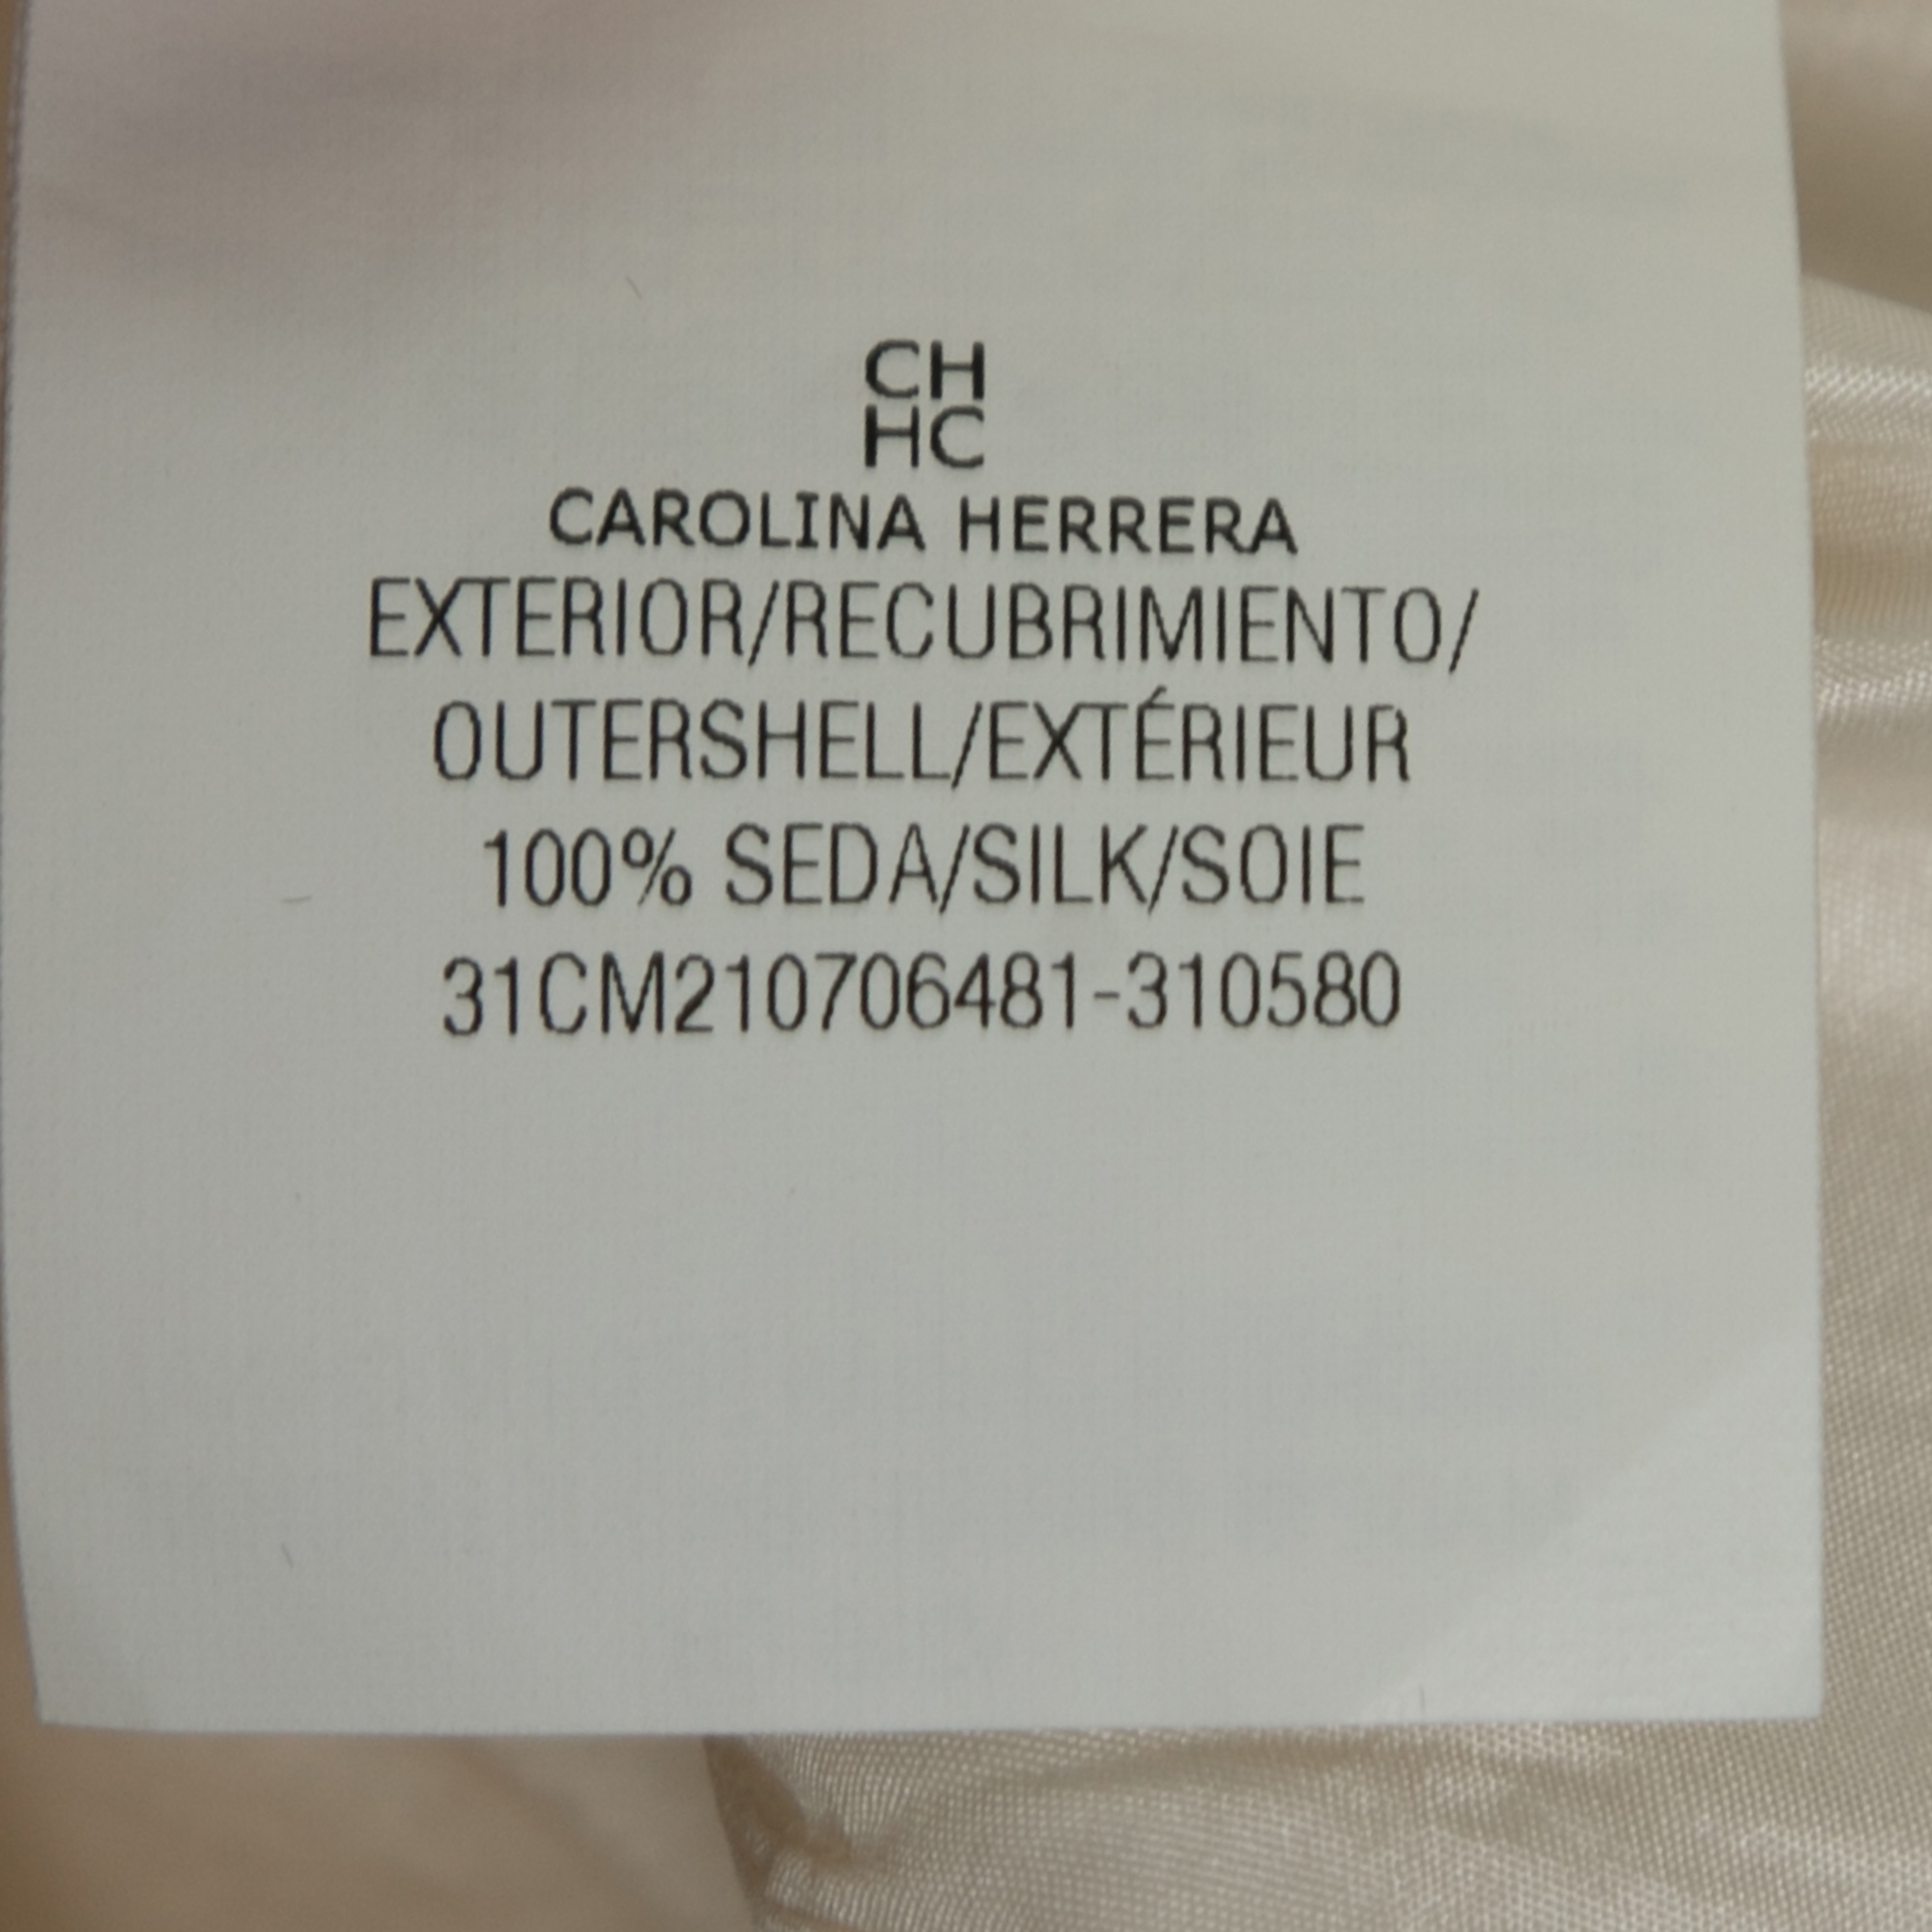 CH
HC
CAROLINA HERRERA
EXTERIOR/RECUBRIMIENTO/
OUTERSHELL/EXTÉRIEUR
100% SEDA/SILK/SOIE
31CM210706481-310580